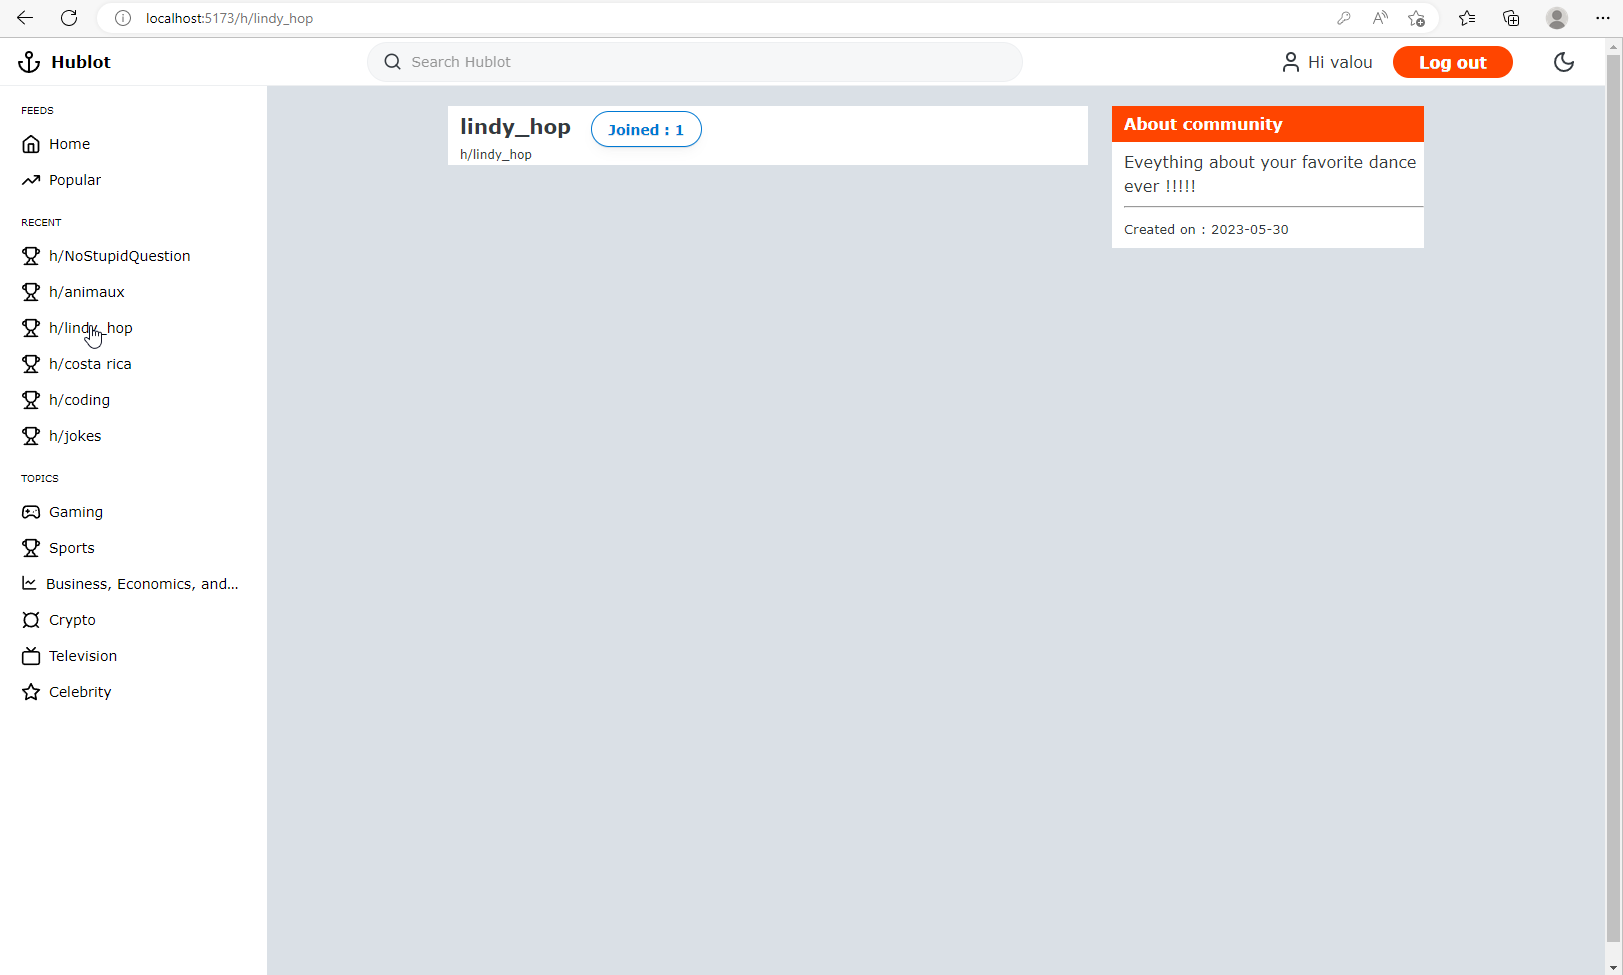 localhost:5173/h/lindy_hop
Hublot
Search Hublot
Hi valou
Log out
FEEDS
Home
Popular
RECENT
h/NoStupidQuestion
h/animaux
h/lindy_hop
h/costa rica
h/coding
h/jokes
TOPICS
Gaming
Sports
Business, Economics, and...
Crypto
Television
Celebrity
lindy_hop
Joined : 1
h/lindy_hop
About community
Eveything about your favorite dance
ever !!!!!
Created on : 2023-05-30